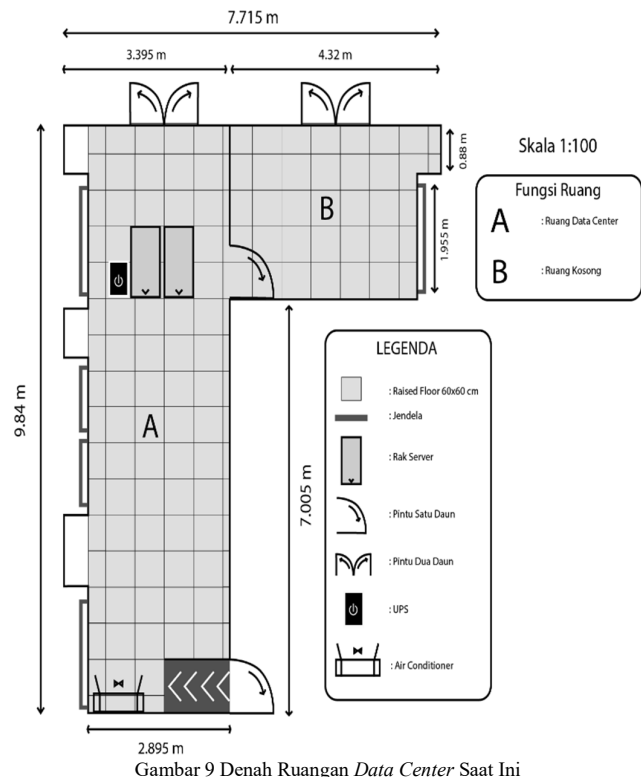 7.715 m
3.395 m
4.32 m
0.88 m
Skala 1:100
Fungsi Ruang
A : Ruang Data Center
B : Ruang Kosong
B
1.955 m
9.84 m
A
7.005 m
LEGENDA
: Raised Floor 60x60 cm
: Jendela
: Rak Server
: Pintu Satu Daun
: Pintu Dua Daun
: UPS
: Air Conditioner
2.895 m
Gambar 9 Denah Ruangan Data Center Saat Ini